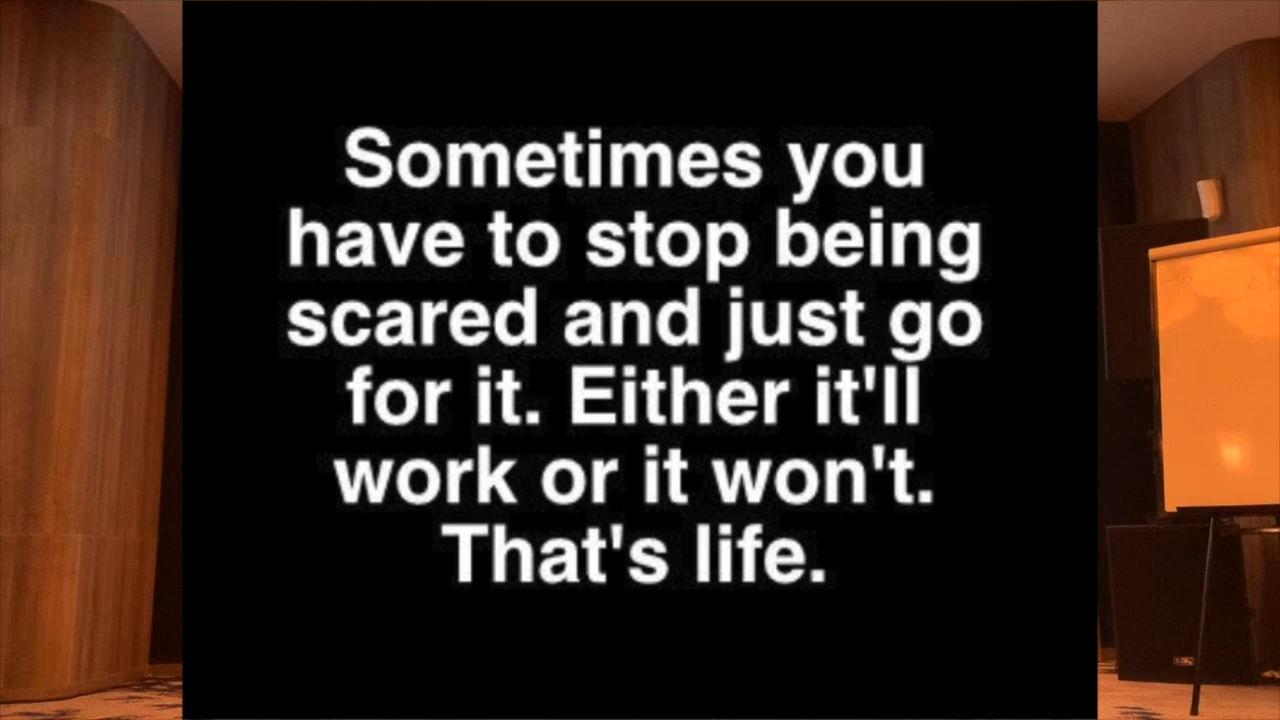 Sometimes you
have to stop being
scared and just go
for it. Either it'll
work or it won't.
That's life.